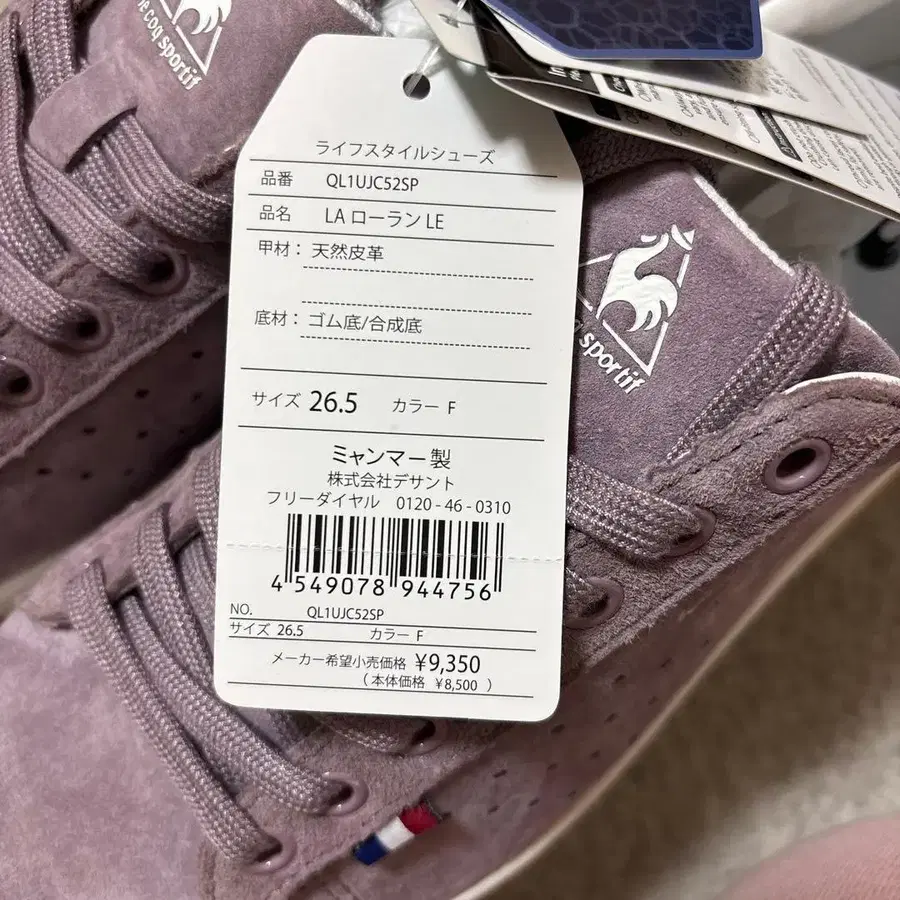 le coq sportif
ライフスタイルシューズ
品番 QL1UJC52SP
品名 LA ローラン LE
甲材： 天然皮革
底材： ゴム底/合成底
サイズ 26.5 カラー F
ミャンマー製
株式会社デサント
フリーダイヤル 0120-46-0310
4 549078 944756
NO. QL1UJC52SP
サイズ 26.5 カラー F
メーカー希望小売価格 ¥9,350
（本体価格 ¥8,500 ）
sportif